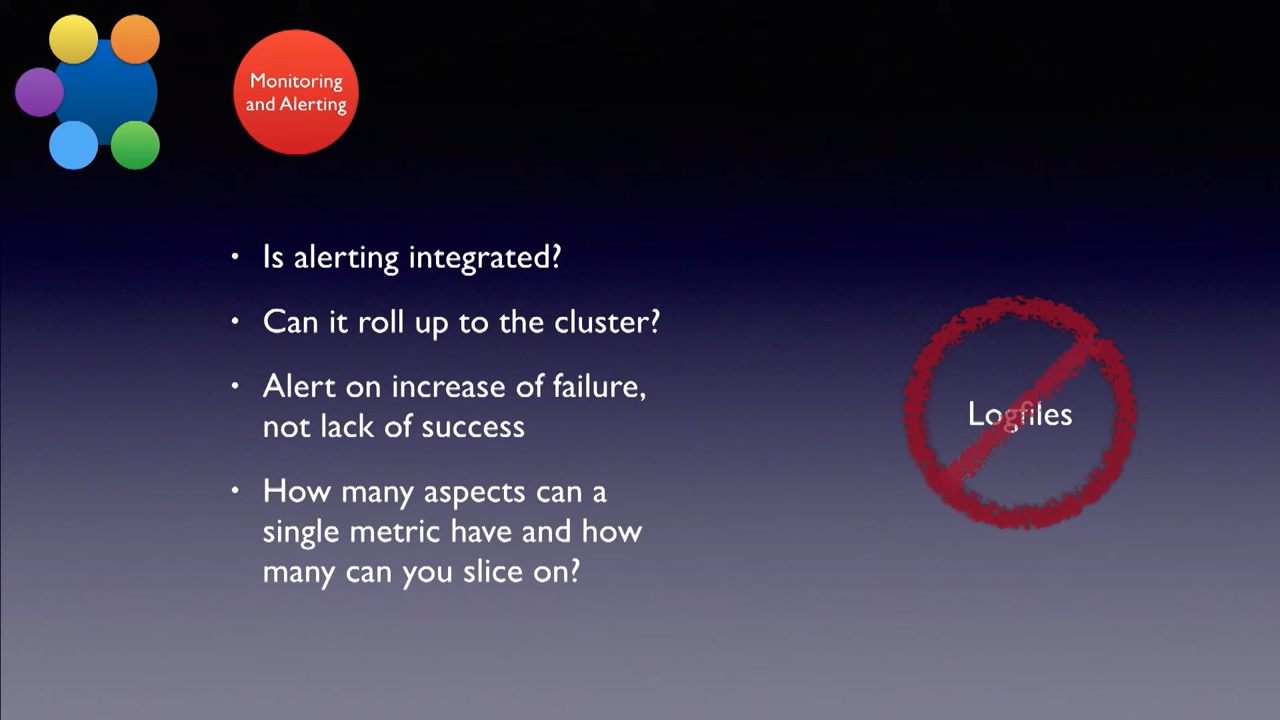 Monitoring
and Alerting
• Is alerting integrated?
• Can it roll up to the cluster?
• Alert on increase of failure,
not lack of success
• How many aspects can a
single metric have and how
many can you slice on?
Logfiles